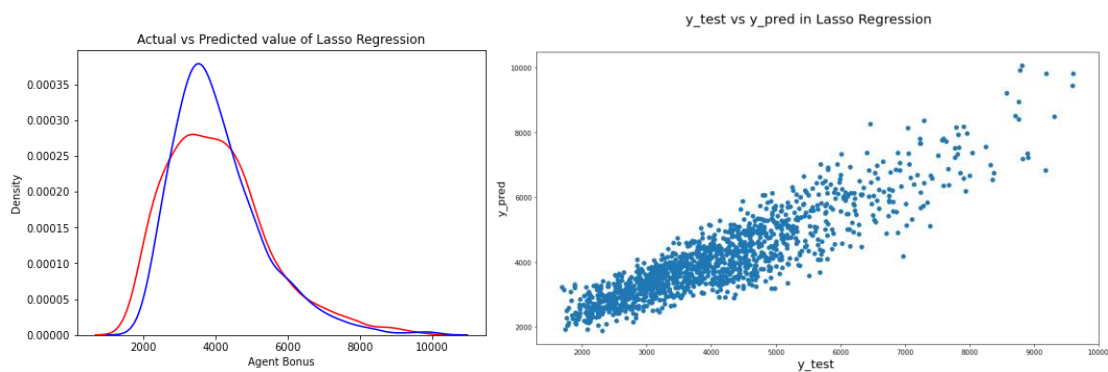 Actual vs Predicted value of Lasso Regression
0.00035
0.00030
0.00025
0.00020
0.00015
0.00010
0.00005
0.00000
Density
2000 4000 6000 8000 10000
Agent Bonus
y_test vs y_pred in Lasso Regression
10000
8000
6000
4000
2000
y_pred
2000 3000 4000 5000 6000 7000 8000 9000 10000
y_test